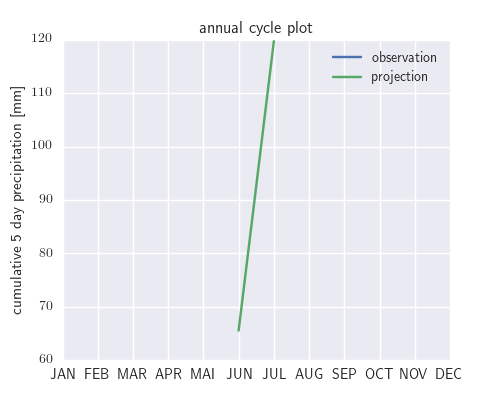 annual cycle plot
observation
projection
cumulative 5 day precipitation [mm]
120
110
100
90
80
70
60
JAN FEB MAR APR MAI JUN JUL AUG SEP OCT NOV DEC